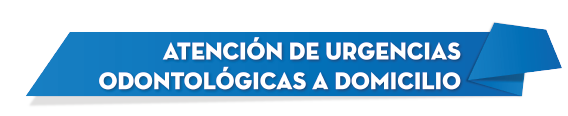 ATENCIÓN DE URGENCIAS
ODONTOLÓGICAS A DOMICILIO